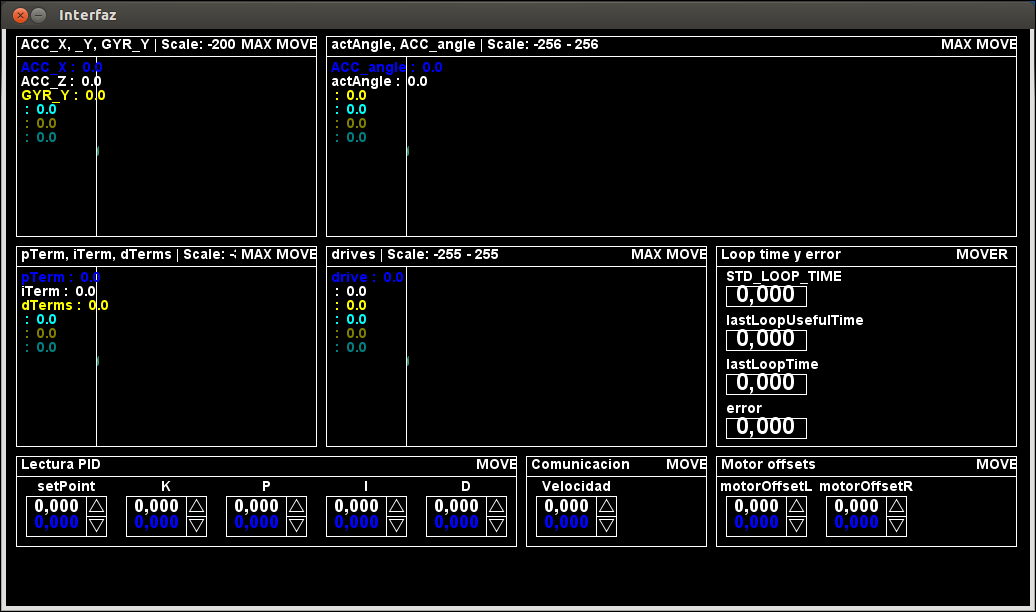 Interfaz
ACC_X, _Y, GYR_Y | Scale: -200 MAX MOVE
ACC_X : 0.0
ACC_Z : 0.0
GYR_Y : 0.0
: 0.0
: 0.0
: 0.0
actAngle, ACC_angle | Scale: -256 - 256 MAX MOVE
ACC_angle : 0.0
actAngle : 0.0
: 0.0
: 0.0
: 0.0
: 0.0
pTerm, iTerm, dTerms | Scale: - MAX MOVE
pTerm : 0.0
iTerm : 0.0
dTerms : 0.0
: 0.0
: 0.0
: 0.0
drives | Scale: -255 - 255 MAX MOVE
drive : 0.0
: 0.0
: 0.0
: 0.0
: 0.0
: 0.0
Loop time y error MOVER
STD_LOOP_TIME
0,000
lastLoopUsefulTime
0,000
lastLoopTime
0,000
error
0,000
Lectura PID MOVE
setPoint K P I D
0,000 0,000 0,000 0,000 0,000
0,000 0,000 0,000 0,000 0,000
Comunicacion MOVE
Velocidad
0,000
0,000
Motor offsets MOVE
motorOffsetL motorOffsetR
0,000 0,000
0,000 0,000